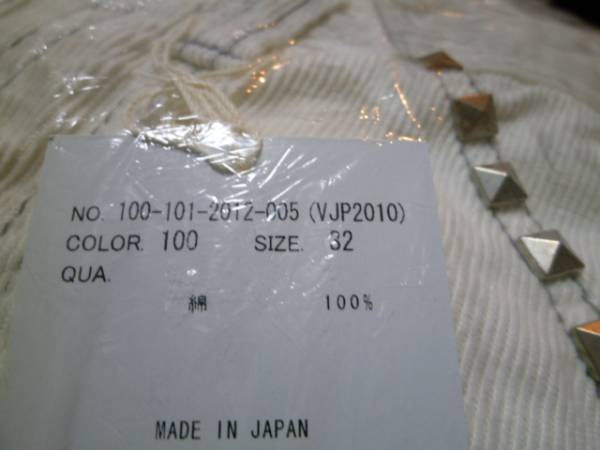 NO. 100-101-2012-005 (VJP2010)
COLOR. 100 SIZE. 32
QUA.
綿 100%
MADE IN JAPAN